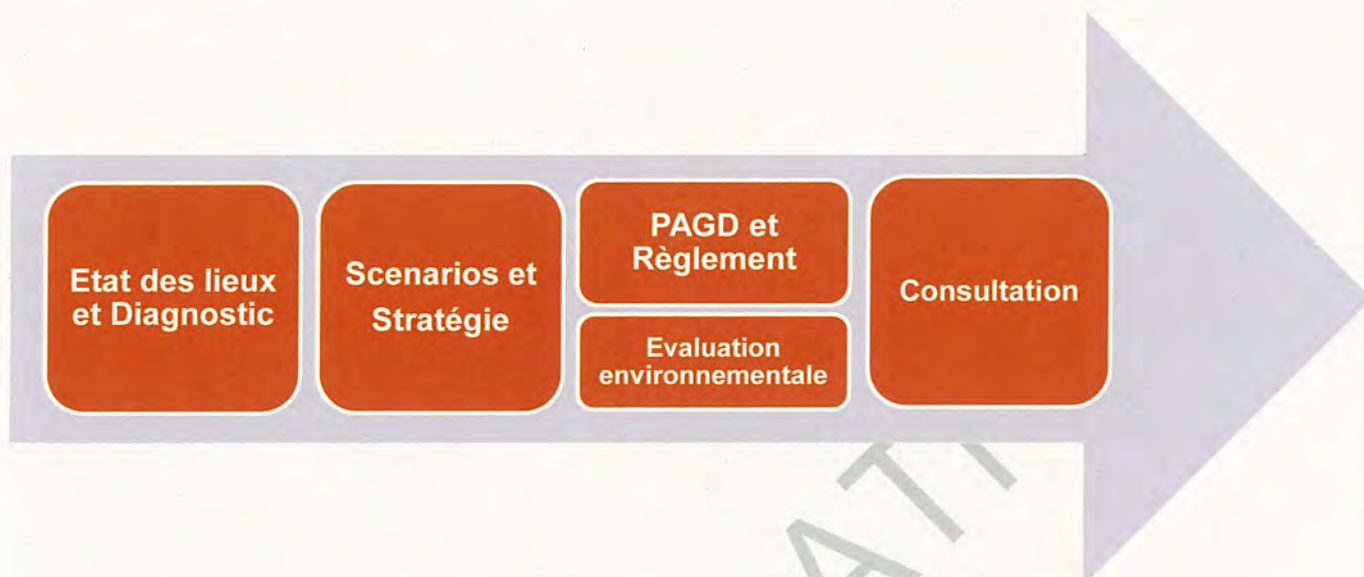 Etat des lieux
et Diagnostic
Scenarios et
Stratégie
PAGD et
Règlement
Evaluation
environnementale
Consultation